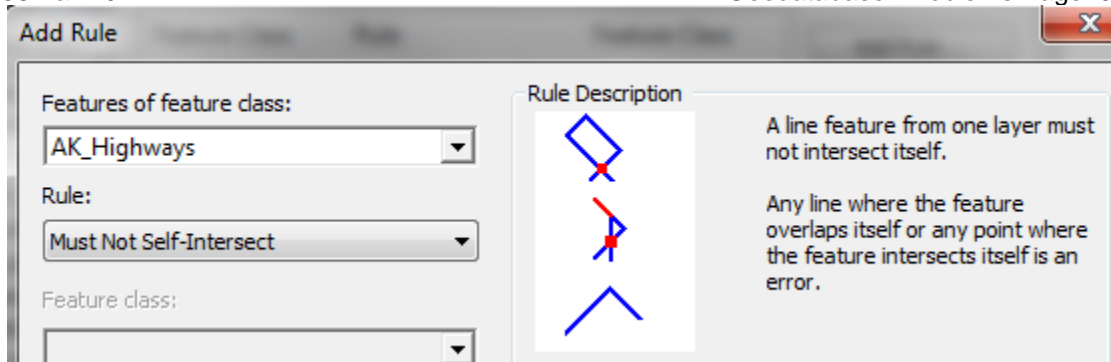 Add Rule
Features of feature class:
AK_Highways
Rule:
Must Not Self-Intersect
Feature class:
Rule Description
A line feature from one layer must
not intersect itself.
Any line where the feature
overlaps itself or any point where
the feature intersects itself is an
error.